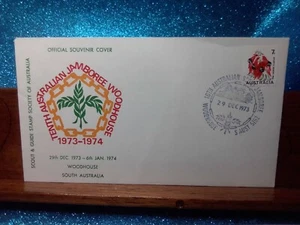 OFFICIAL SOUVENIR COVER
SCOUT & GUIDE STAMP SOCIETY OF AUSTRALIA
TENTH AUSTRALIAN JAMBOREE, WOODHOUSE
1973-1974
29th DEC. 1973 - 6th JAN. 1974
WOODHOUSE
SOUTH AUSTRALIA
AUSTRALIA
29 DEC 1973